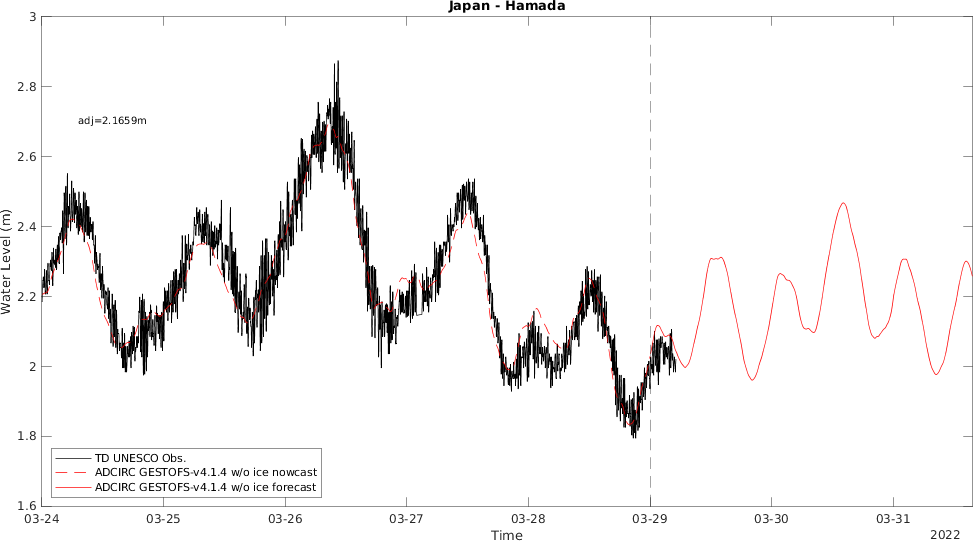 Japan - Hamada
3
2.8
adj=2.1659m
2.6
2.4
2.2
2
1.8
1.6
Water Level (m)
TD UNESCO Obs.
ADCIRC GESTOFS-v4.1.4 w/o ice nowcast
ADCIRC GESTOFS-v4.1.4 w/o ice forecast
03-24 03-25 03-26 03-27 03-28 03-29 03-30 03-31
Time
2022